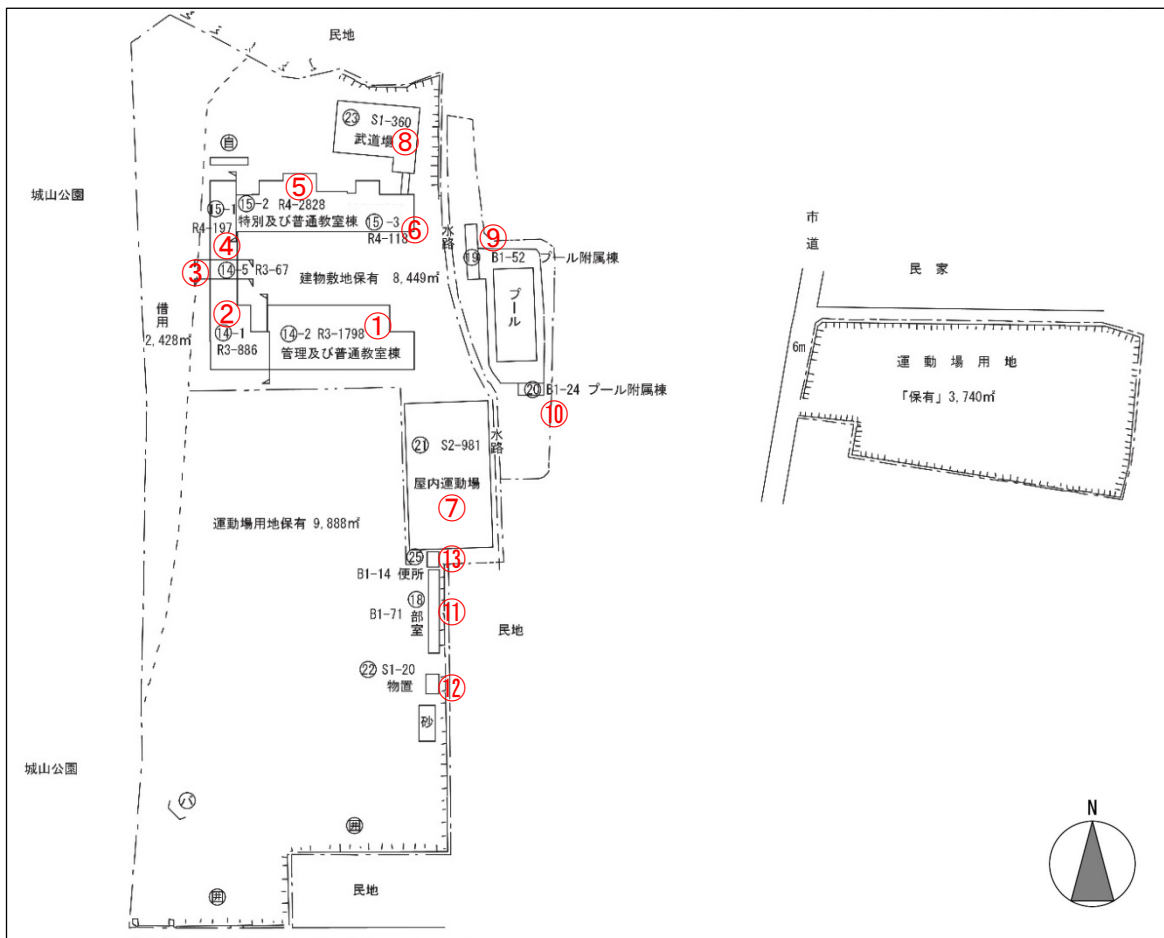 民地
城山公園
㉓ S1-360
武道場
⑧
自
⑤
⑮-1
⑮-2 R4-2828
R4-197
特別及び普通教室棟
⑮-3
⑥
R4-118
④
水路
⑨
⑲ B1-52 プール附属棟
③
⑭-5 R3-67
建物敷地保有 8,449㎡
プール
借用
2,428㎡
②
⑭-1
R3-886
⑭-2 R3-1798
①
管理及び普通教室棟
⑳ B1-24 プール附属棟
⑩
㉑ S2-981
水路
屋内運動場
⑦
運動場用地保有 9,888㎡
㉕
⑬
B1-14 便所
⑱
B1-71 部室
⑪
民地
㉒ S1-20
物置
⑫
砂
城山公園
バ
囲
囲
民地
市道
民家
6m
運動場用地
「保有」3,740㎡
N